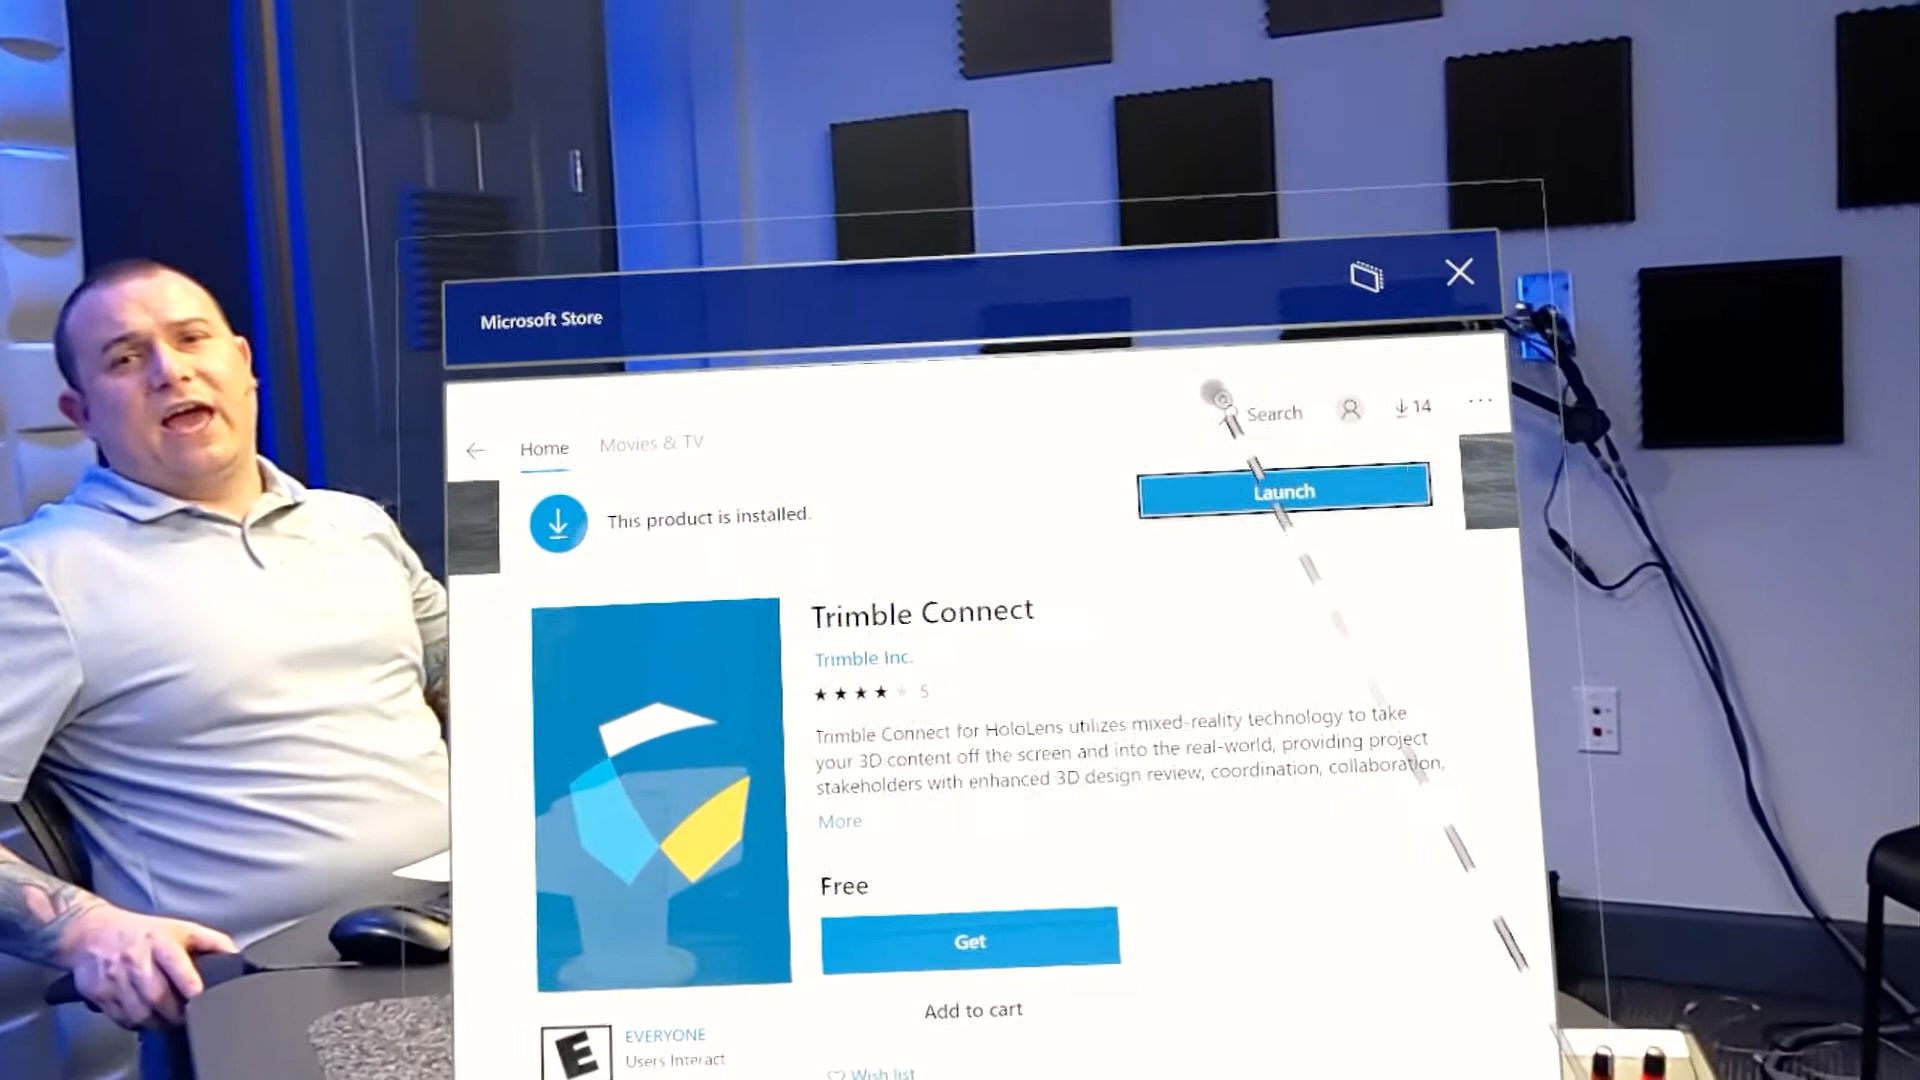 Microsoft Store
Search
14
Home
Movies & TV
This product is installed.
Launch
Trimble Connect
Trimble Inc.
5
Trimble Connect for HoloLens utilizes mixed-reality technology to take
your 3D content off the screen and into the real-world, providing project
stakeholders with enhanced 3D design review, coordination, collaboration,
More
Free
Get
Add to cart
E
EVERYONE
Users Interact
Wish list